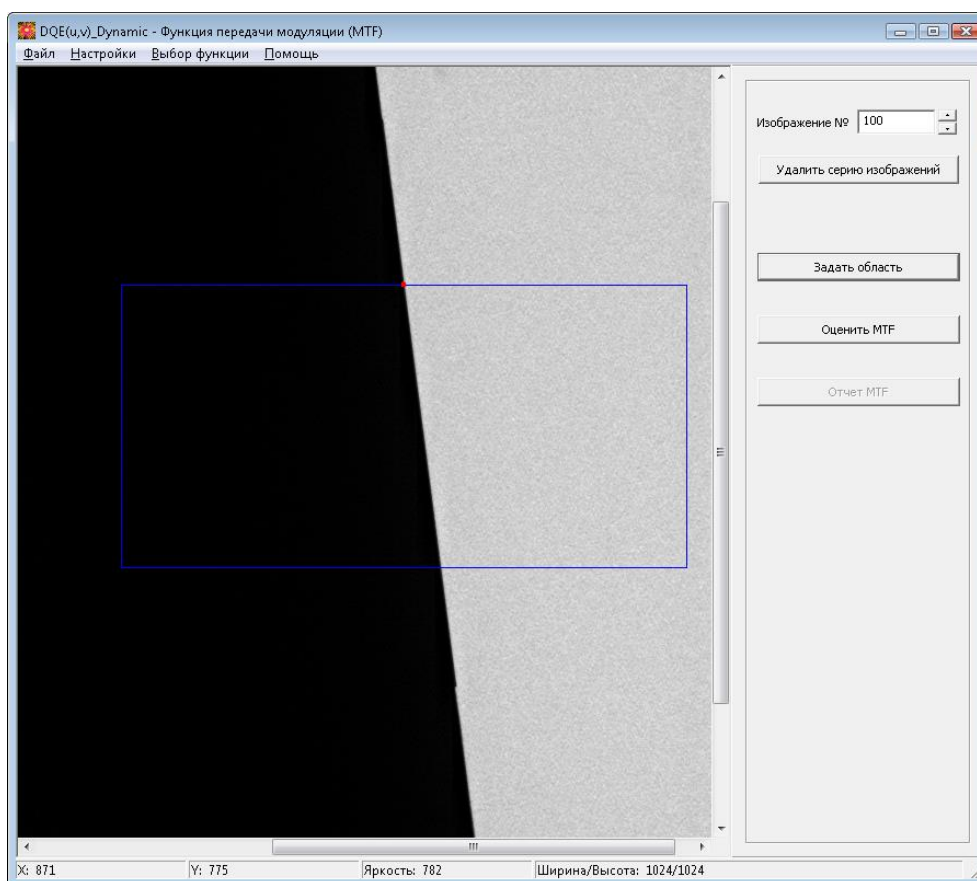 DQE(u,v)_Dynamic - Функция передачи модуляции (MTF)
Файл Настройки Выбор функции Помощь
Изображение № 100
Удалить серию изображений
Задать область
Оценить MTF
Отчет MTF
X: 871 Y: 775 Яркость: 782 Ширина/Высота: 1024/1024